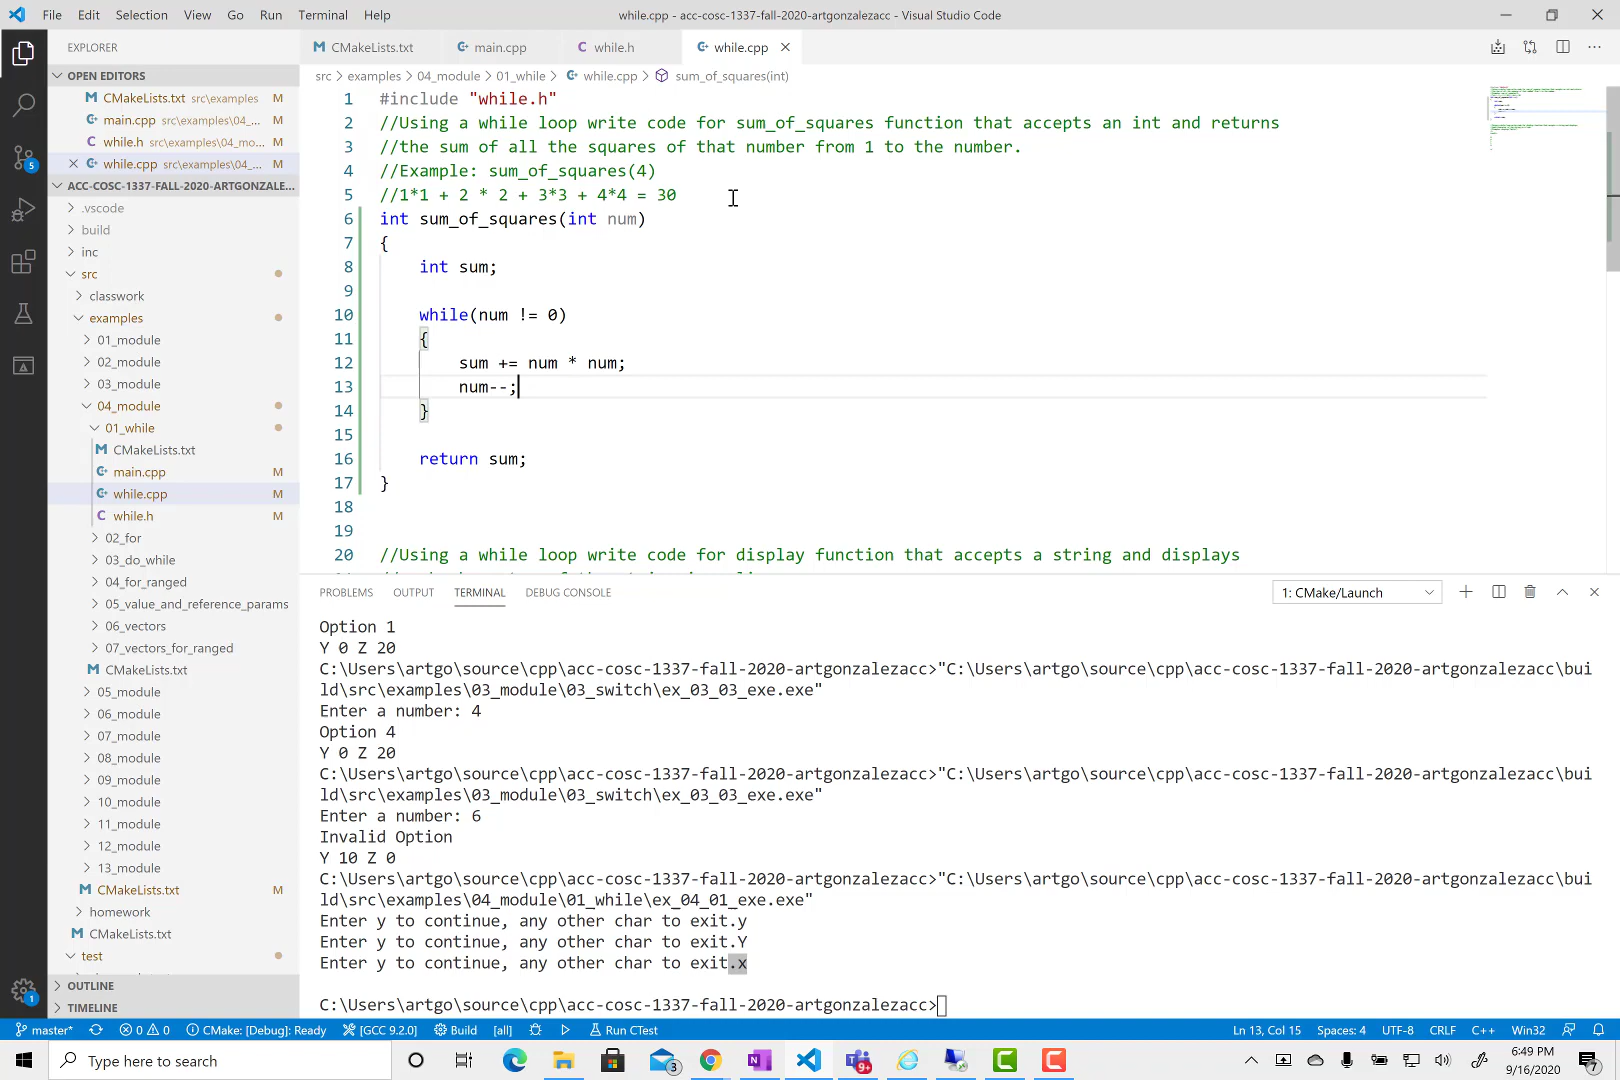 File Edit Selection View Go Run Terminal Help while.cpp - acc-cosc-1337-fall-2020-artgonzalezacc - Visual Studio Code
EXPLORER
OPEN EDITORS
CMakeLists.txt src\examples M
main.cpp src\examples\04_... M
while.h src\examples\04_mo... M
while.cpp src\examples\04_... M
ACC-COSC-1337-FALL-2020-ARTGONZALE...
.vscode
build
inc
src
classwork
examples
01_module
02_module
03_module
04_module
01_while
CMakeLists.txt
main.cpp M
while.cpp M
while.h M
02_for
03_do_while
04_for_ranged
05_value_and_reference_params
06_vectors
07_vectors_for_ranged
CMakeLists.txt
05_module
06_module
07_module
08_module
09_module
10_module
11_module
12_module
13_module
CMakeLists.txt M
homework
CMakeLists.txt
test
OUTLINE
TIMELINE
CMakeLists.txt main.cpp while.h while.cpp
src > examples > 04_module > 01_while > while.cpp > sum_of_squares(int)
1 #include "while.h"
2 //Using a while loop write code for sum_of_squares function that accepts an int and returns
3 //the sum of all the squares of that number from 1 to the number.
4 //Example: sum_of_squares(4)
5 //1*1 + 2 * 2 + 3*3 + 4*4 = 30
6 int sum_of_squares(int num)
7 {
8 int sum;
9
10 while(num != 0)
11 {
12 sum += num * num;
13 num--;
14 }
15
16 return sum;
17 }
18
19
20 //Using a while loop write code for display function that accepts a string and displays
PROBLEMS OUTPUT TERMINAL DEBUG CONSOLE 1: CMake/Launch
Option 1
Y 0 Z 20
C:\Users\artgo\source\cpp\acc-cosc-1337-fall-2020-artgonzalezacc>"C:\Users\artgo\source\cpp\acc-cosc-1337-fall-2020-artgonzalezacc\bui
ld\src\examples\03_module\03_switch\ex_03_03_exe.exe"
Enter a number: 4
Option 4
Y 0 Z 20
C:\Users\artgo\source\cpp\acc-cosc-1337-fall-2020-artgonzalezacc>"C:\Users\artgo\source\cpp\acc-cosc-1337-fall-2020-artgonzalezacc\bui
ld\src\examples\03_module\03_switch\ex_03_03_exe.exe"
Enter a number: 6
Invalid Option
Y 10 Z 0
C:\Users\artgo\source\cpp\acc-cosc-1337-fall-2020-artgonzalezacc>"C:\Users\artgo\source\cpp\acc-cosc-1337-fall-2020-artgonzalezacc\bui
ld\src\examples\04_module\01_while\ex_04_01_exe.exe"
Enter y to continue, any other char to exit.y
Enter y to continue, any other char to exit.Y
Enter y to continue, any other char to exit.x
C:\Users\artgo\source\cpp\acc-cosc-1337-fall-2020-artgonzalezacc>
master* 0 0 CMake: [Debug]: Ready [GCC 9.2.0] Build [all] Run CTest Ln 13, Col 15 Spaces: 4 UTF-8 CRLF C++ Win32
Type here to search 6:49 PM
9/16/2020